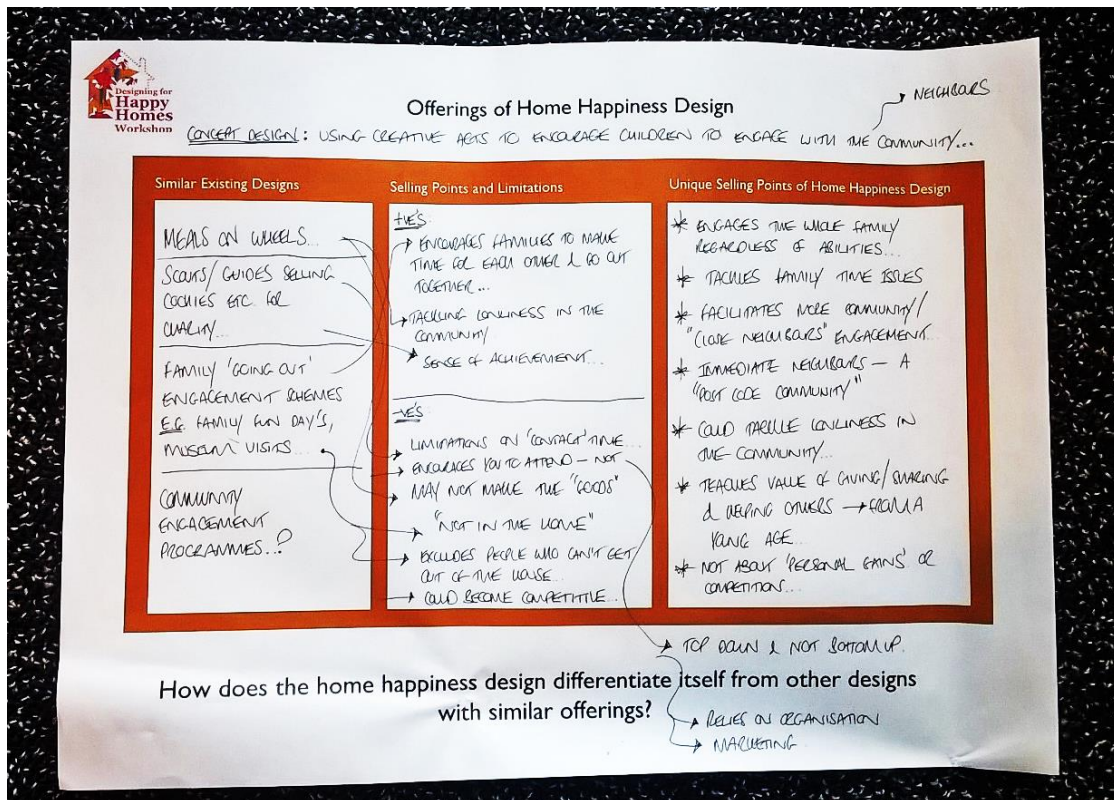 Designing for
Happy
Homes
Workshop
Offerings of Home Happiness Design
NEIGHBORS
CONCEPT DESIGN: USING CREATIVE ACTS TO ENCOURAGE CHILDREN TO ENGAGE WITH THE COMMUNITY...
Similar Existing Designs
MEALS ON WHEELS...
SCOUTS/GUIDES SELLING
COOKIES ETC. FOR
CHARITY...
FAMILY 'GOING OUT'
ENGAGEMENT SCHEMES
E.G. FAMILY FUN DAY'S,
MUSEUM VISITS...
COMMUNITY
ENGAGEMENT
PROGRAMMES..?
Selling Points and Limitations
+VE'S
ENCOURAGES FAMILIES TO MAKE
TIME FOR EACH OTHER & GO OUT
TOGETHER...
TACKLING LONLINESS IN THE
COMMUNITY
SENSE OF ACHIEVEMENT...
-VE'S
LIMITATIONS ON 'CONTACT' TIME...
ENCOURAGES YOU TO ATTEND - NOT
MAY NOT MAKE THE "GOODS"
"NOT IN THE HOME"
EXCLUDES PEOPLE WHO CAN'T GET
OUT OF THE HOUSE...
COULD BECOME COMPETITIVE...
Unique Selling Points of Home Happiness Design
* ENGAGES THE WHOLE FAMILY
REGARDLESS OF ABILITIES...
* TACKLES FAMILY TIME ISSUES
* FACILITATES MORE COMMUNITY/
"CLOSE NEIGHBORS" ENGAGEMENT...
* IMMEDIATE NEIGHBORS - A
"POST CODE COMMUNITY"
* COULD TACKLE LONLINESS IN
THE COMMUNITY...
* TEACHES VALUE OF GIVING/SHARING
& HELPING OTHERS → FROM A
YOUNG AGE...
* NOT ABOUT 'PERSONAL GAINS' OR
COMPETITION...
TOP DOWN & NOT BOTTOM UP.
How does the home happiness design differentiate itself from other designs
with similar offerings?
RELIES ON ORGANISATION
MARKETING